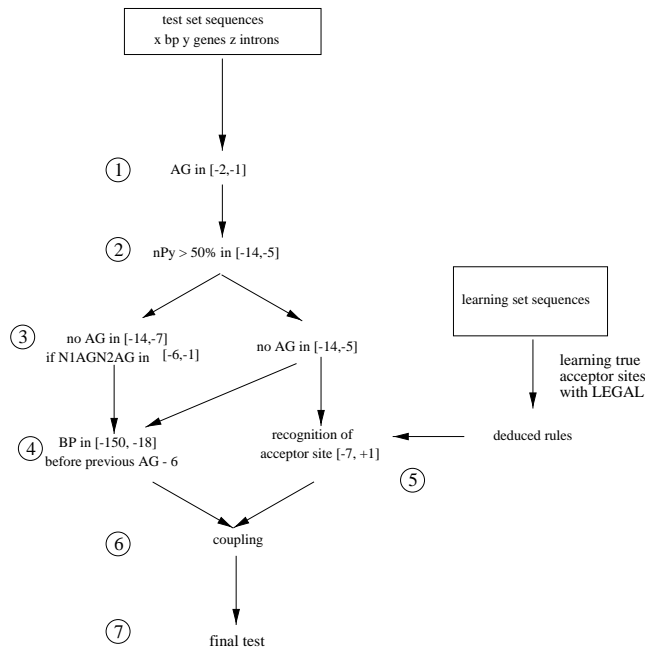 test set sequences
x bp y genes z introns
1 AG in [-2,-1]
2 nPy > 50% in [-14,-5]
learning set sequences
3 no AG in [-14,-7]
if N1AGN2AG in [-6,-1]
no AG in [-14,-5]
learning true
acceptor sites
with LEGAL
4 BP in [-150, -18]
before previous AG - 6
recognition of
acceptor site [-7, +1]
deduced rules
5
6 coupling
7 final test